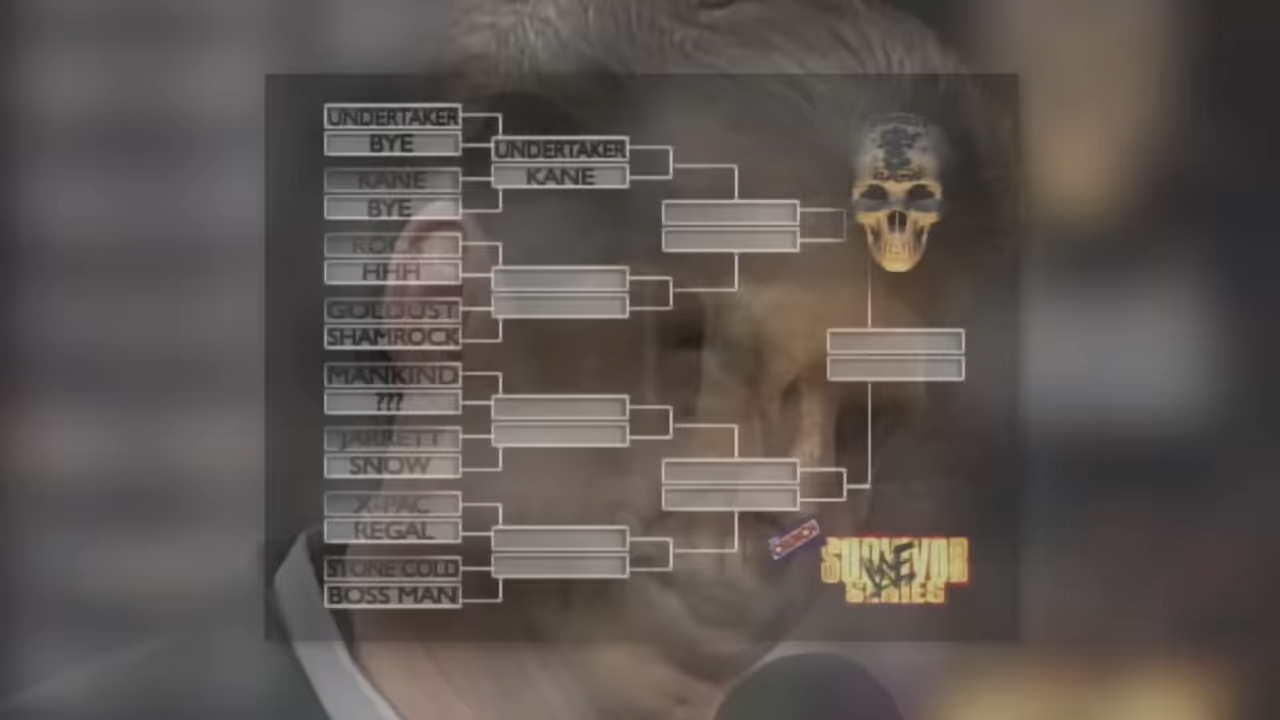 UNDERTAKER
BYE
KANE
BYE
UNDERTAKER
KANE
ROCK
HHH
GOLDUST
SHAMROCK
MANKIND
???
JARRETT
SNOW
X-PAC
REGAL
STONE COLD
BOSS MAN
CRUNCH
SURVIVOR
SERIES